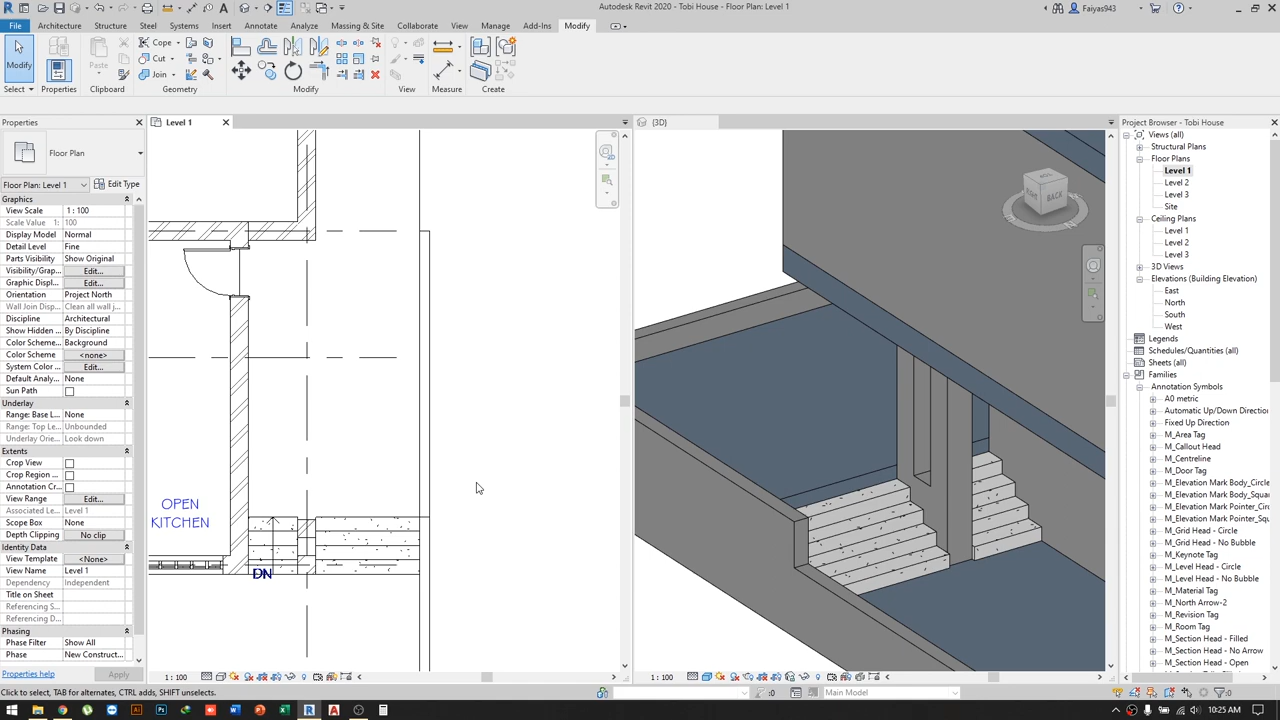 Autodesk Revit 2020 - Tobi House - Floor Plan: Level 1
Faiyas943
File Architecture Structure Steel Systems Insert Annotate Analyze Massing & Site Collaborate View Manage Add-Ins Modify
Modify
Properties
Paste
Cope
Cut
Join
Select Properties Clipboard Geometry Modify View Measure Create
Properties
Level 1
{3D}
Project Browser - Tobi House
Floor Plan
Floor Plan: Level 1
Edit Type
Graphics
View Scale 1 : 100
Scale Value 1: 100
Display Model Normal
Detail Level Fine
Parts Visibility Show Original
Visibility/Grap... Edit...
Graphic Displ... Edit...
Orientation Project North
Wall Join Disp... Clean all wall j...
Discipline Architectural
Show Hidden ... By Discipline
Color Scheme... Background
Color Scheme <none>
System Color ... Edit...
Default Analy... None
Sun Path
Underlay
Range: Base L... None
Range: Top Le... Unbounded
Underlay Orie... Look down
Extents
Crop View
Crop Region ...
Annotation Cr...
View Range Edit...
Associated Le... Level 1
Scope Box None
Depth Clipping No clip
Identity Data
View Template <None>
View Name Level 1
Dependency Independent
Title on Sheet
Referencing S...
Referencing D...
Phasing
Phase Filter Show All
Phase New Construct...
Properties help
Apply
OPEN
KITCHEN
DN
BACK
1 : 100
1 : 100
Views (all)
Structural Plans
Floor Plans
Level 1
Level 2
Level 3
Site
Ceiling Plans
Level 1
Level 2
Level 3
3D Views
Elevations (Building Elevation)
East
North
South
West
Legends
Schedules/Quantities (all)
Sheets (all)
Families
Annotation Symbols
A0 metric
Automatic Up/Down Directio
Fixed Up Direction
M_Area Tag
M_Callout Head
M_Centreline
M_Door Tag
M_Elevation Mark Body_Circle
M_Elevation Mark Body_Square
M_Elevation Mark Pointer_Circ
M_Elevation Mark Pointer_Squ
M_Grid Head - Circle
M_Grid Head - No Bubble
M_Keynote Tag
M_Level Head - Circle
M_Level Head - No Bubble
M_Material Tag
M_North Arrow-2
M_Revision Tag
M_Room Tag
M_Section Head - Filled
M_Section Head - No Arrow
M_Section Head - Open
Click to select, TAB for alternates, CTRL adds, SHIFT unselects.
:0
Main Model
:0
10:25 AM